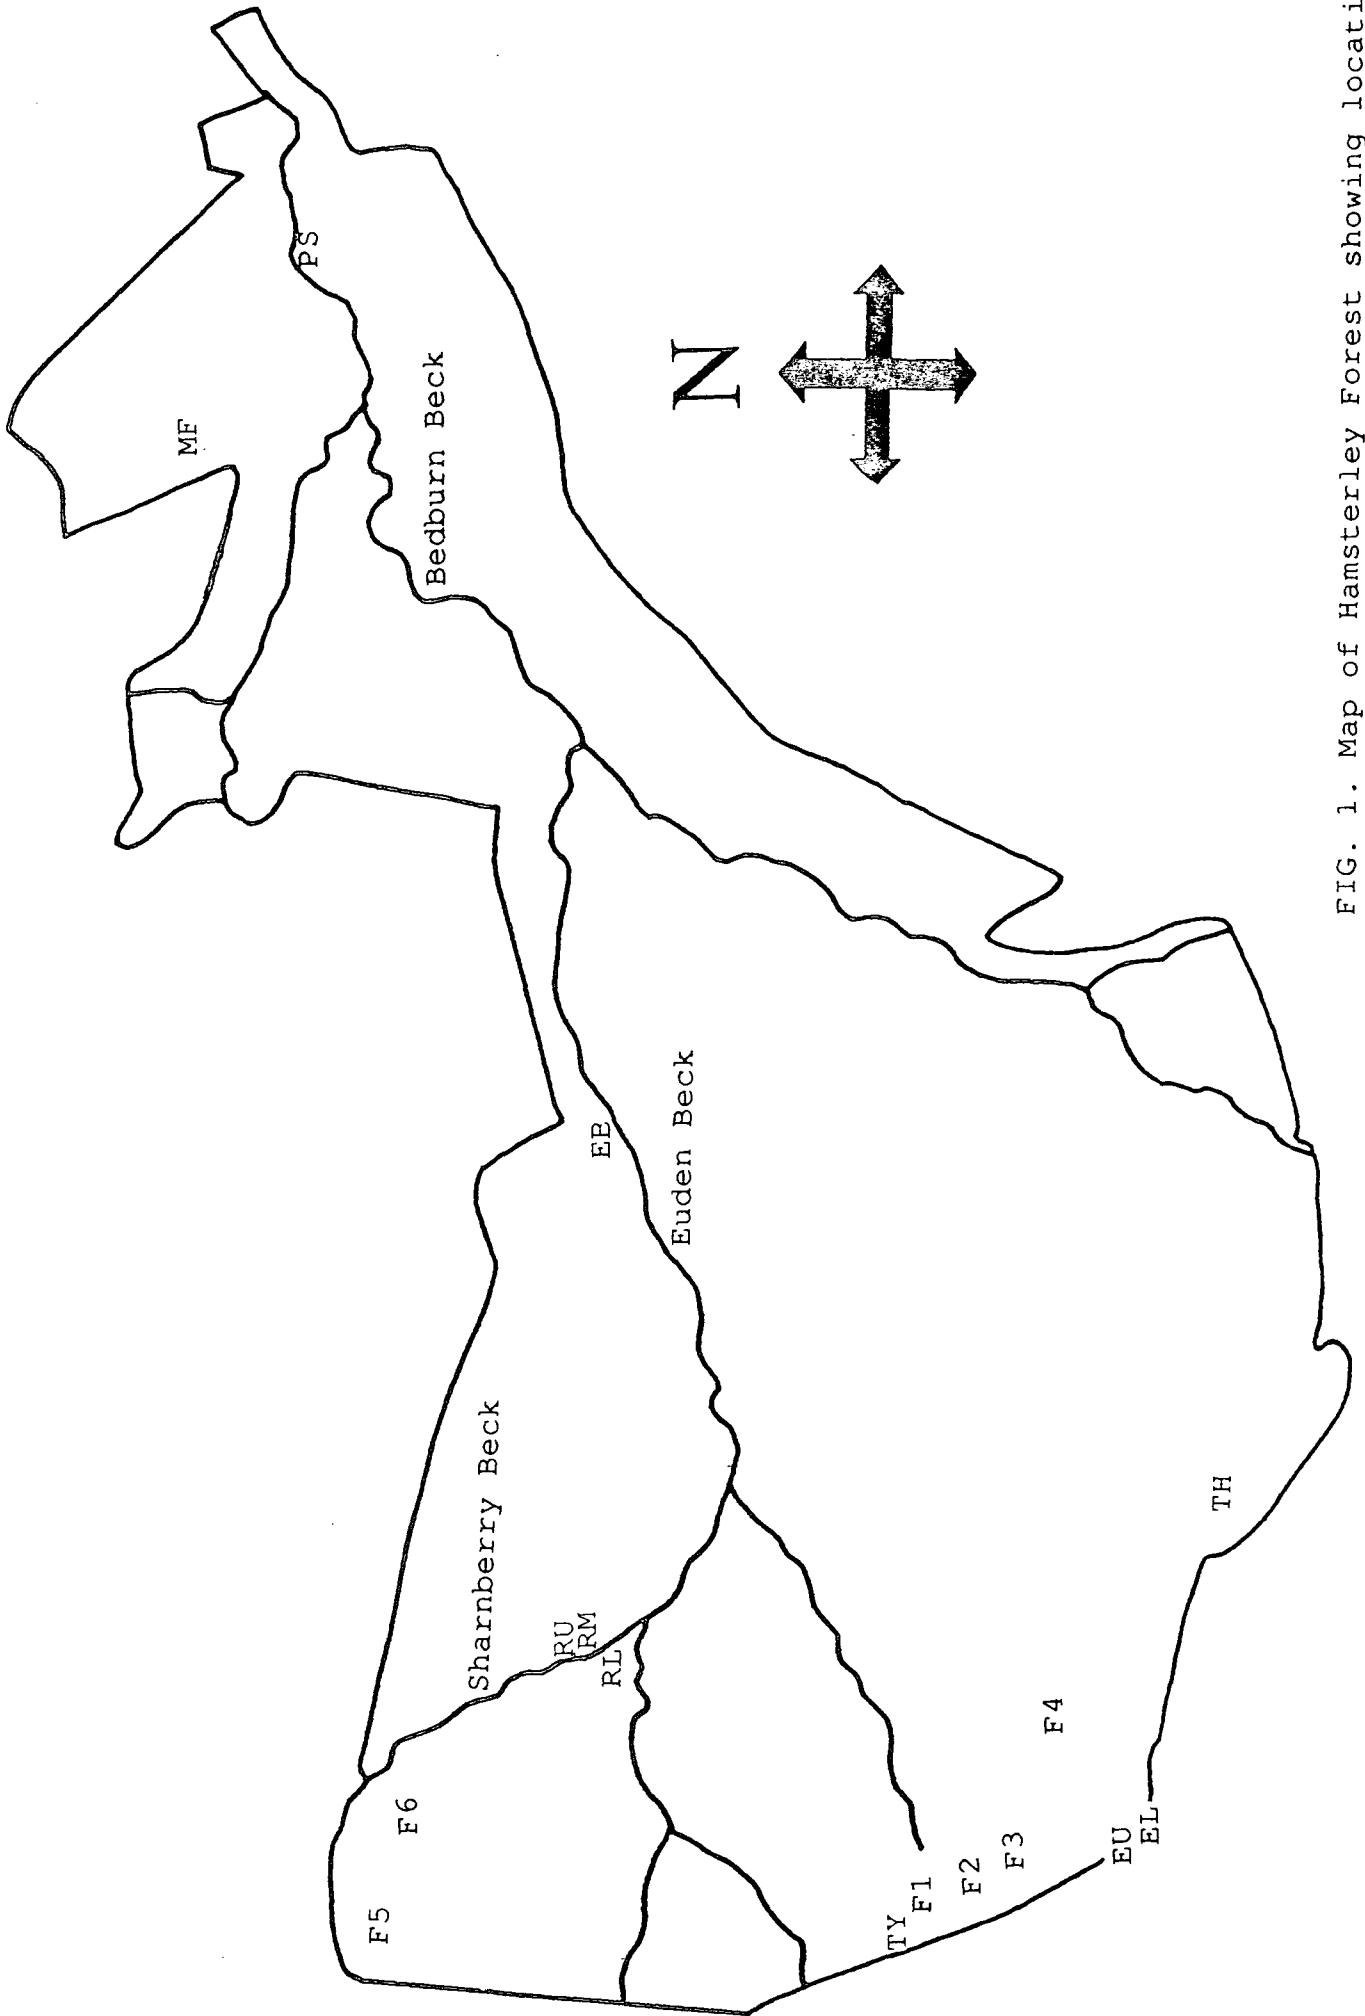 MF
PS
Bedburn Beck
N
EB
Euden Beck
Sharnberry Beck
RU
RM
RL
F6
F5
F4
TH
TY
F1
F2
F3
EU
EL
FIG. 1. Map of Hamsterley Forest showing locati